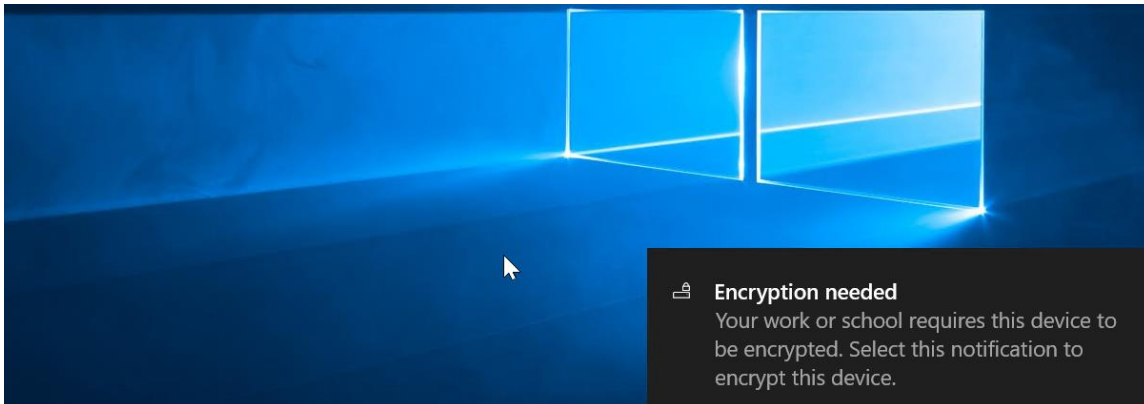 Encryption needed
Your work or school requires this device to
be encrypted. Select this notification to
encrypt this device.